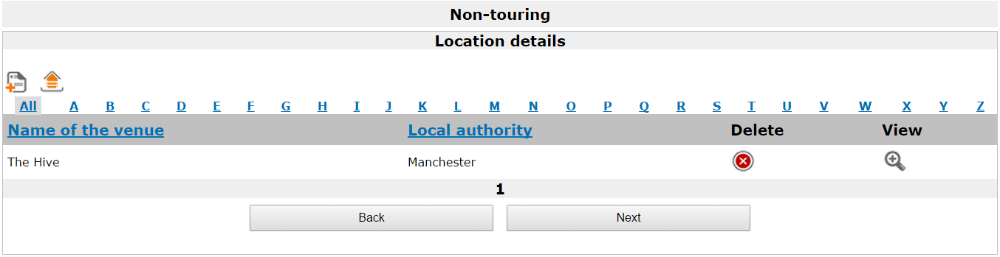 Non-touring
Location details
All A B C D E F G H I J K L M N O P Q R S T U V W X Y Z
Name of the venue Local authority Delete View
The Hive Manchester
1
Back Next